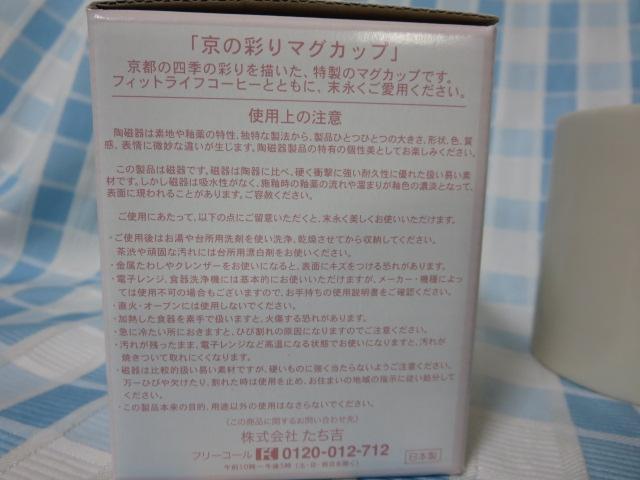 「京の彩りマグカップ」
京都の四季の彩りを描いた、特製のマグカップです。
フィットライフコーヒーとともに、末永くご愛用ください。
使用上の注意
陶磁器は素地や釉薬の特性、独特な製法から、製品ひとつひとつの大きさ、形状、色、質
感、表情に微妙な違いが生じます。陶磁器製品の特有の個性美としてお楽しみください。
この製品は磁器です。磁器は陶器に比べ、硬く衝撃に強い耐久性に優れた扱い易い素
材です。しかし磁器は吸水性がなく、施釉時の釉薬の流れや溜まりが釉色の濃淡となって、
表面に現われることがあります。ご容赦ください。
ご使用にあたって、以下の点にご留意いただくと、末永く美しくお使いいただけます。
・ご使用後はお湯や台所用洗剤を使い洗浄、乾燥させてから収納してください。
茶渋や頑固な汚れには台所用漂白剤をお使いください。
・金属たわしやクレンザーをお使いになると、表面にキズをつける恐れがあります。
・電子レンジ、食器洗浄機には基本的にお使いいただけますが、メーカー・機種によっ
ては使用不可の場合もございますので、お手持ちの使用説明書をご確認ください。
・直火・オーブンには使用しないでください。
・加熱した食器を素手で扱いますと、火傷する恐れがあります。
・急に冷たい所におきますと、ひび割れの原因になりますのでご注意ください。
・汚れが残ったまま、電子レンジなど高温になる状態でお使いになりますと、汚れが
焼きついて取れにくくなります。
・磁器は比較的扱い易い素材ですが、硬いものに強く当たらないようご注意ください。
万一ひびや欠けたり、割れた時は使用を止め、お住まいの地域の指示に従い処分して
ください。
・この製品本来の目的、用途以外の使用はなさらないでください。
〈この商品に関するお問い合わせ先〉
株式会社 たち吉
フリーコール 0120-012-712
午前10時〜午後5時（土・日・祝日を除く）
日本製